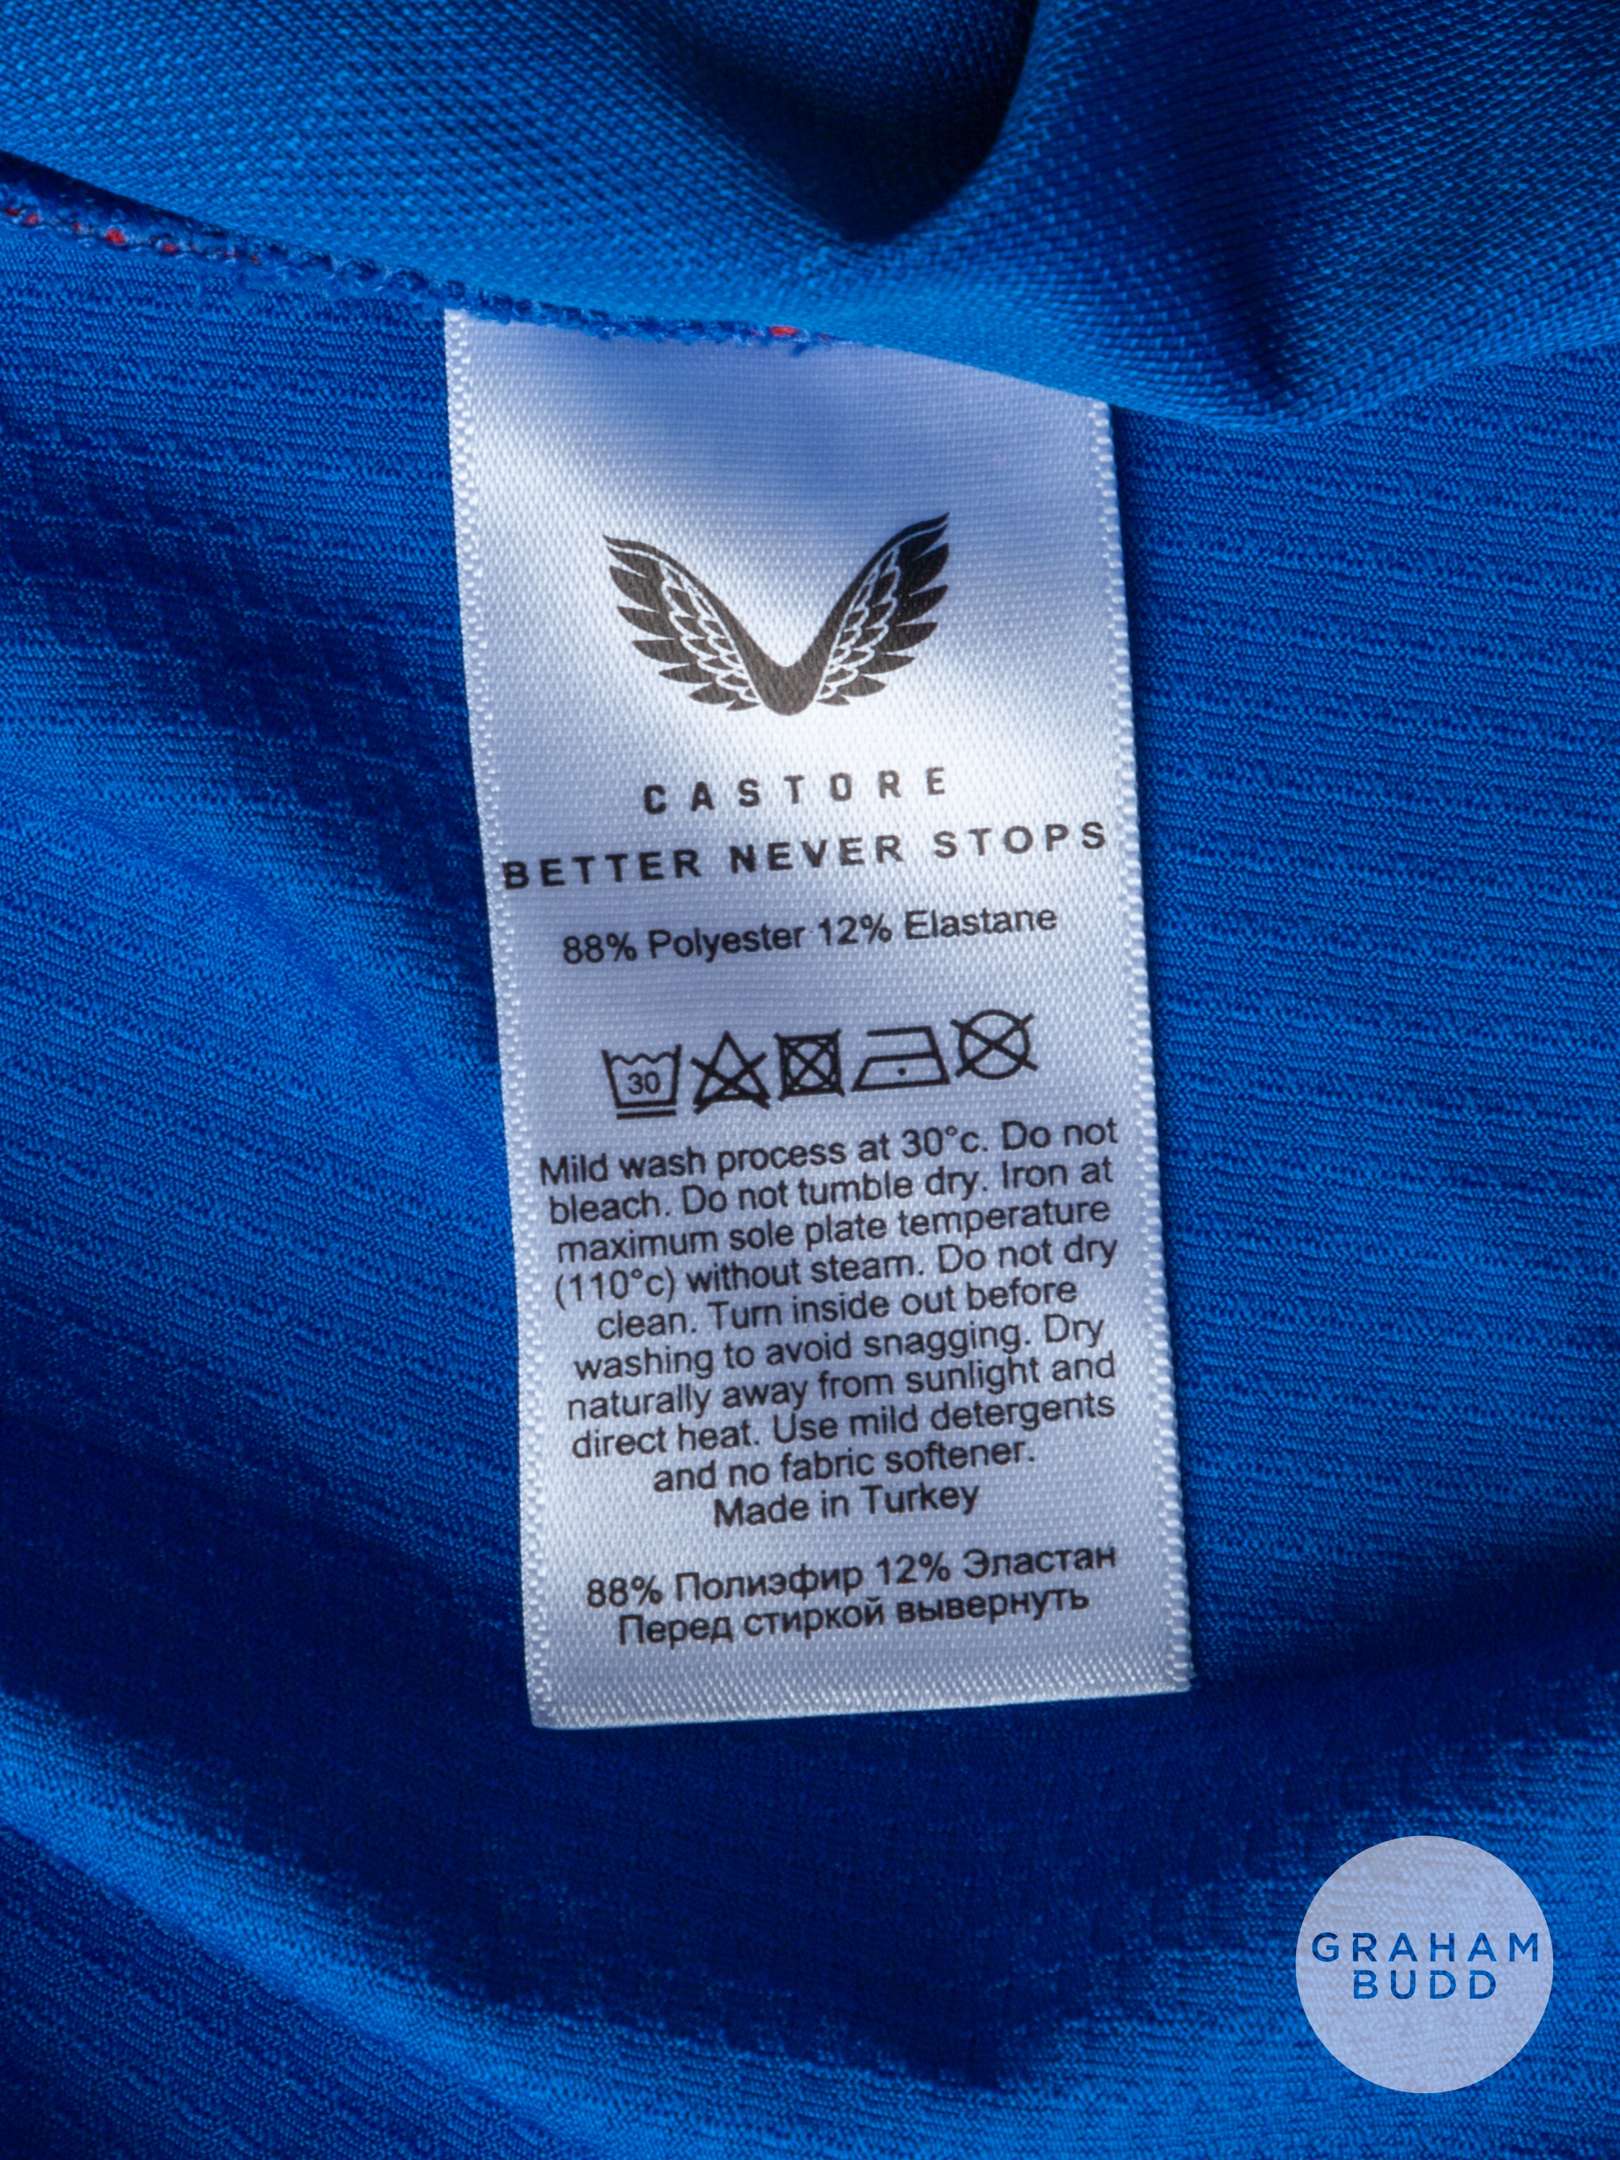 CASTORE
BETTER NEVER STOPS
88% Polyester 12% Elastane
30
Mild wash process at 30°c. Do not
bleach. Do not tumble dry. Iron at
maximum sole plate temperature
(110°c) without steam. Do not dry
clean. Turn inside out before
washing to avoid snagging. Dry
naturally away from sunlight and
direct heat. Use mild detergents
and no fabric softener.
Made in Turkey
88% Полиэфир 12% Эластан
Перед стиркой вывернуть
GRAHAM
BUDD